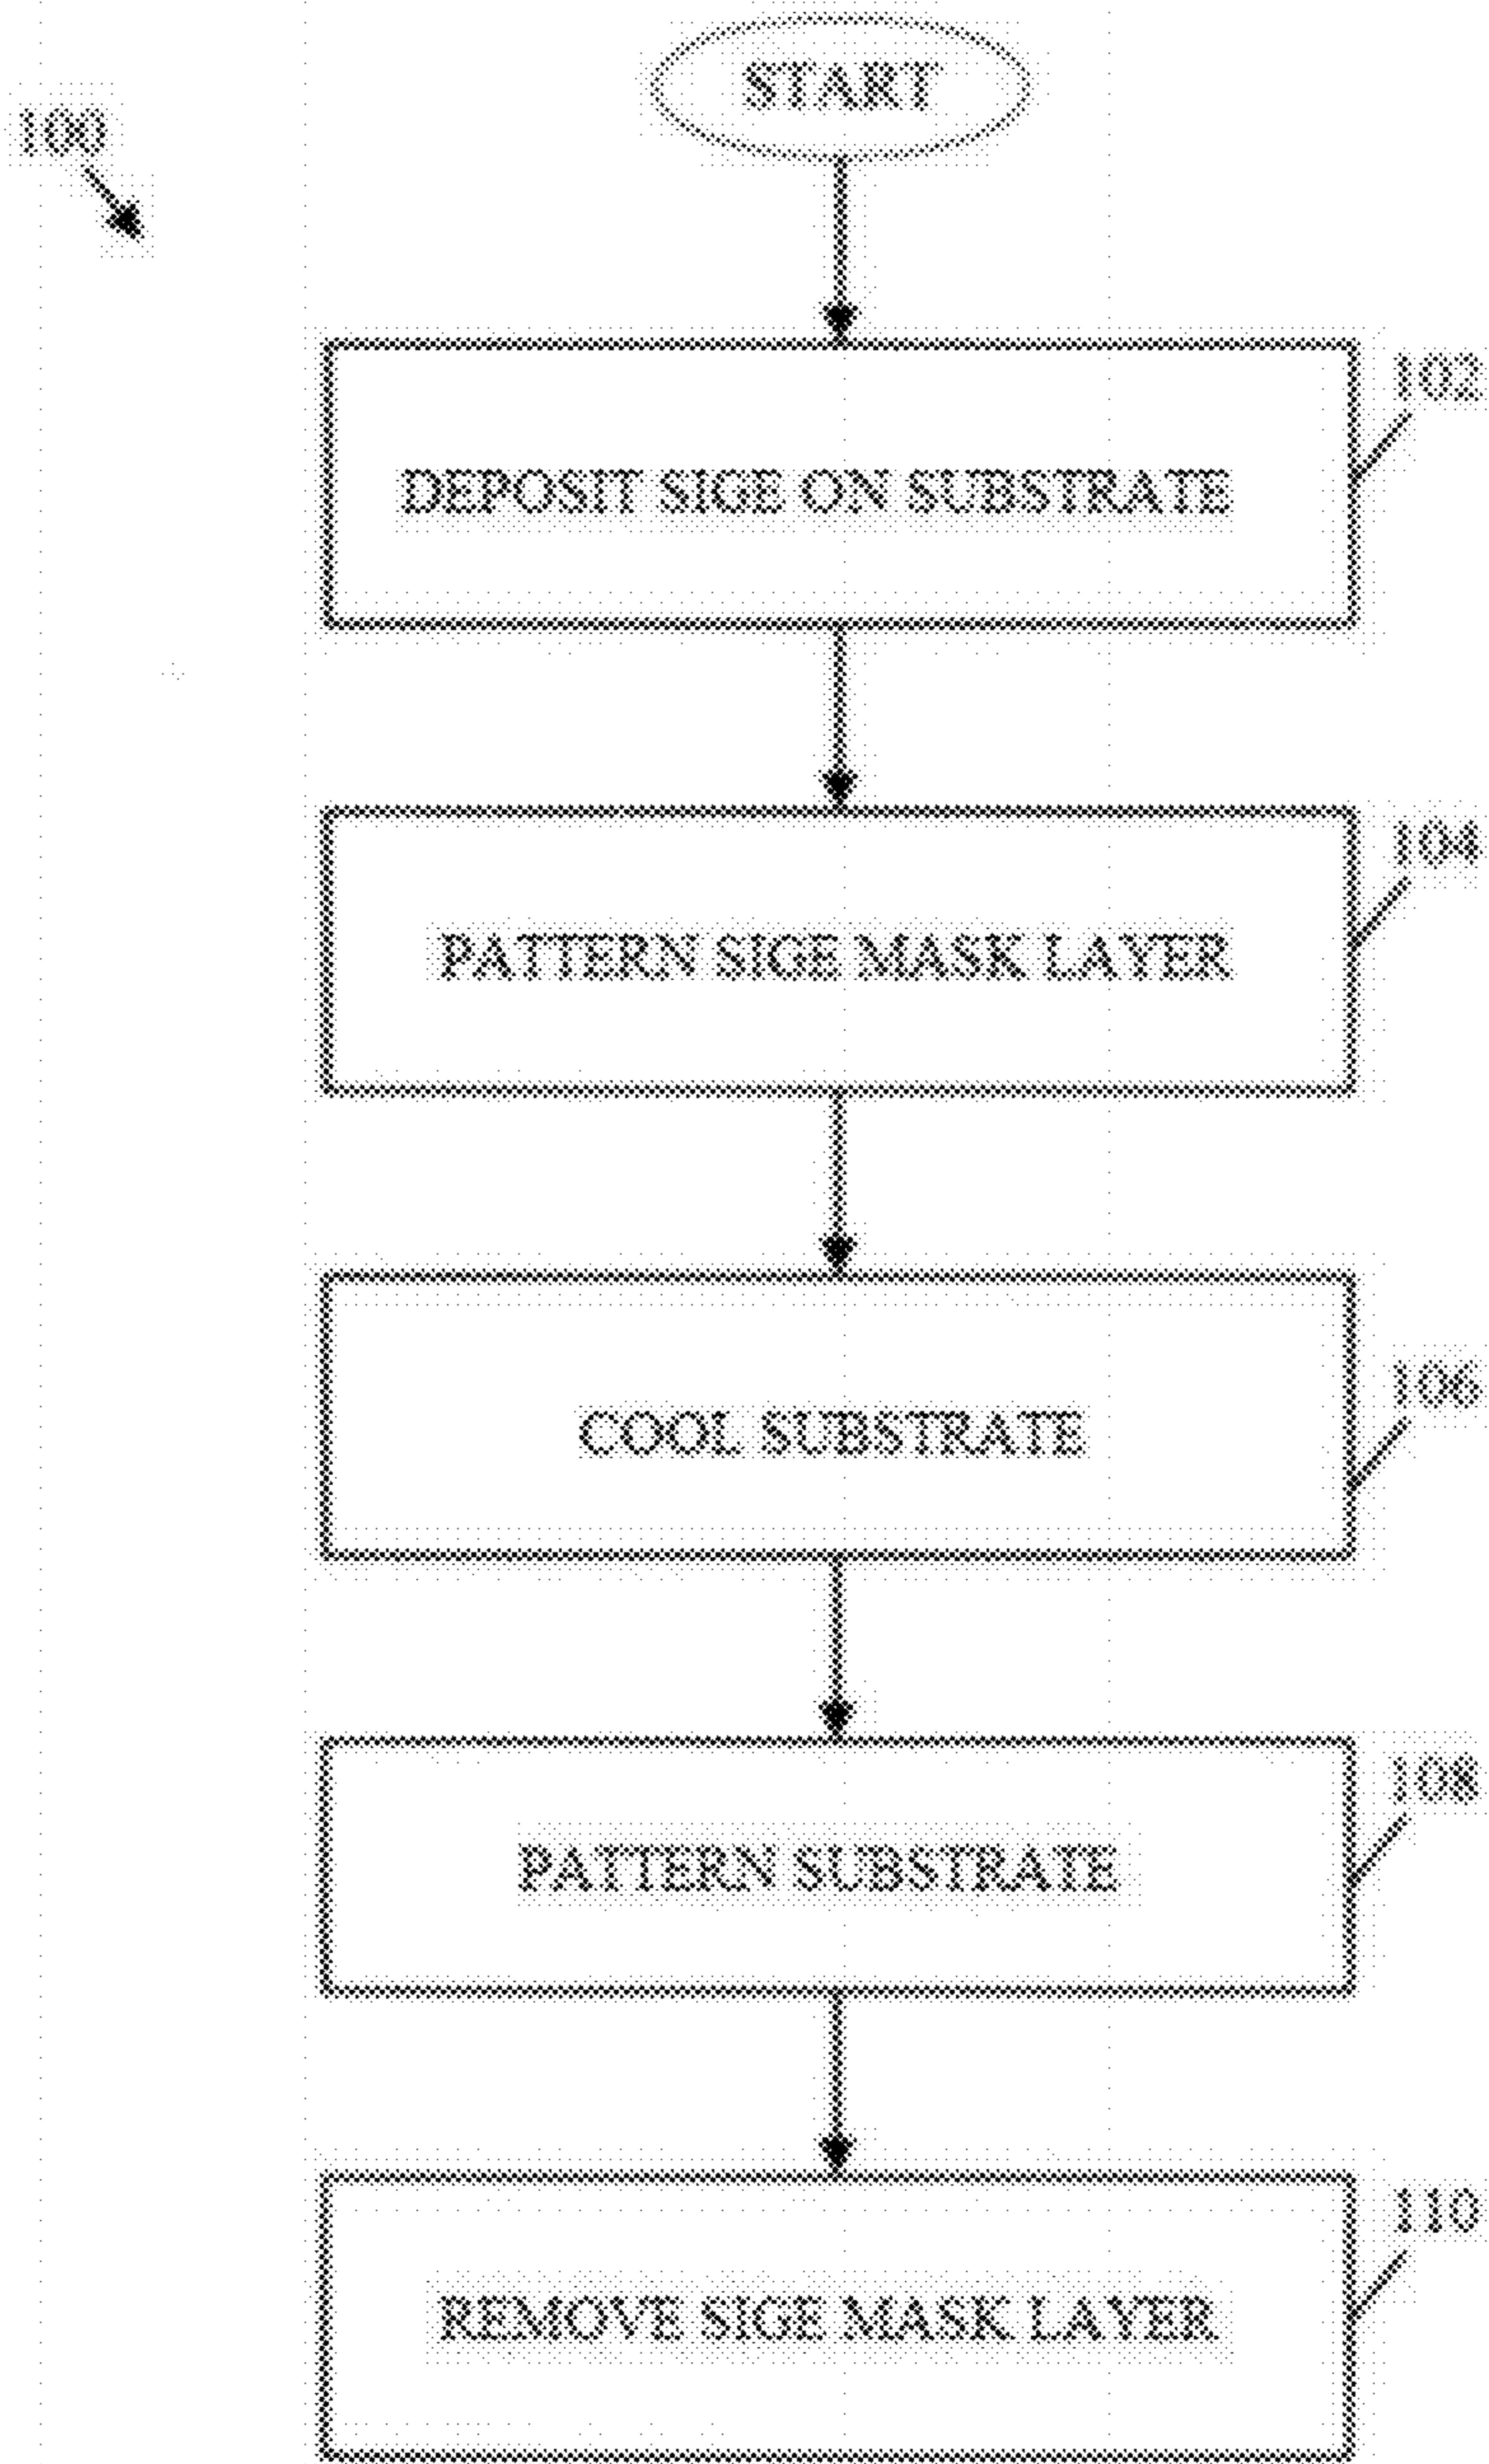 START
100
102
DEPOSIT SIGE ON SUBSTRATE
104
PATTERN SIGE MASK LAYER
106
COOL SUBSTRATE
108
PATTERN SUBSTRATE
110
REMOVE SIGE MASK LAYER